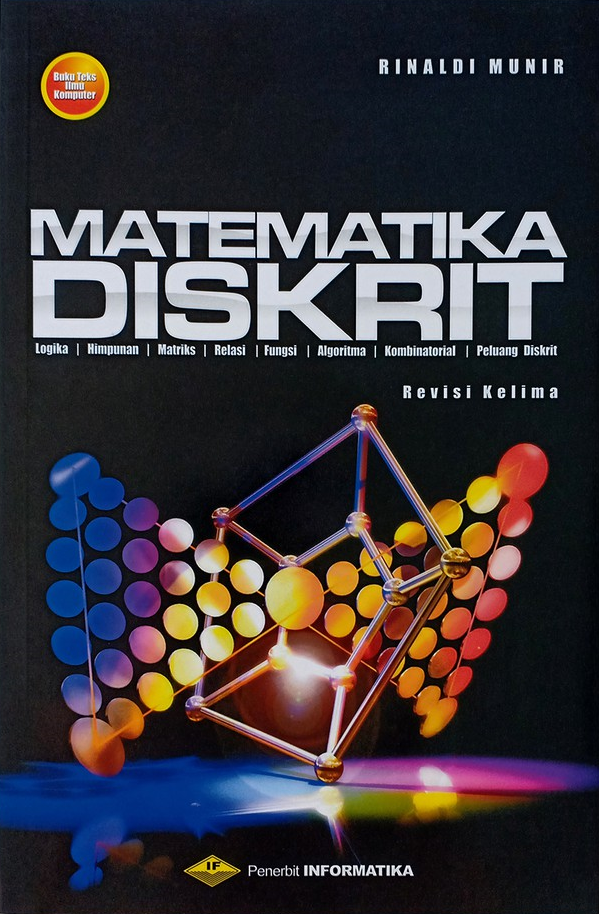 Buku Teks
Ilmu
Komputer
RINALDI MUNIR
MATEMATIKA
DISKRIT
Logika | Himpunan | Matriks | Relasi | Fungsi | Algoritma | Kombinatorial | Peluang Diskrit
Revisi Kelima
IF
Penerbit INFORMATIKA